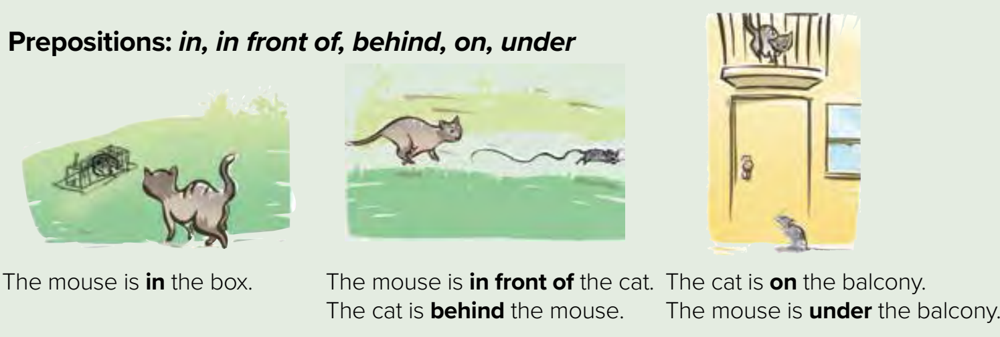 Prepositions: in, in front of, behind, on, under
The mouse is in the box.
The mouse is in front of the cat.
The cat is behind the mouse.
The cat is on the balcony.
The mouse is under the balcony.